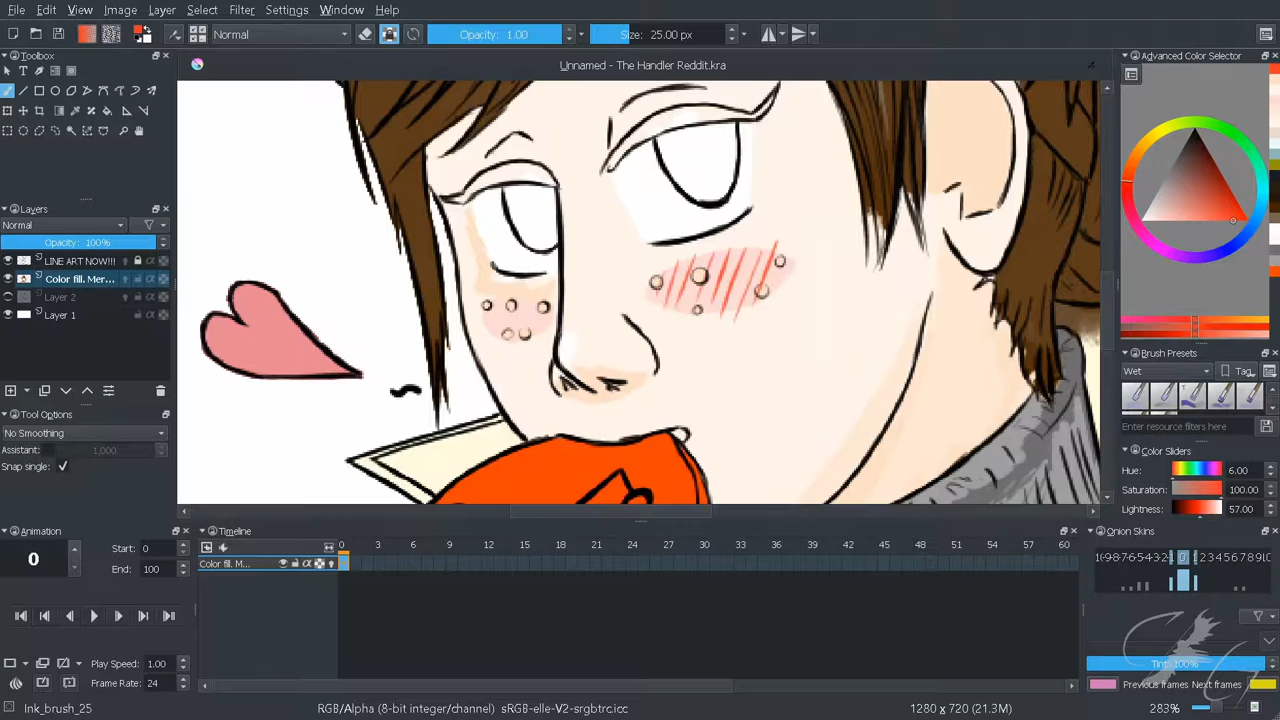 File Edit View Image Layer Select Filter Settings Window Help
Normal Opacity: 1.00 Size: 25.00 px
Toolbox
Unnamed - The Handler Reddit.kra
Advanced Color Selector
Layers
Normal
Opacity: 100%
LINE ART NOW!!!
Color fill. Mer...
Layer 2
Layer 1
Tool Options
No Smoothing
Assistant: 1,000
Snap single:
Brush Presets
Wet Tag
Enter resource filters here
Color Sliders
Hue: 6.00
Saturation: 100.00
Lightness: 57.00
Animation
0
Start: 0
End: 100
Play Speed: 1.00
Frame Rate: 24
Timeline
0 3 6 9 12 15 18 21 24 27 30 33 36 39 42 45 48 51 54 57 60
Color fill. M...
Onion Skins
Tint: 100%
Previous frames Next frames
Ink_brush_25
RGB/Alpha (8-bit integer/channel) sRGB-elle-V2-srgbtrc.icc
1280 x 720 (21.3M)
283%